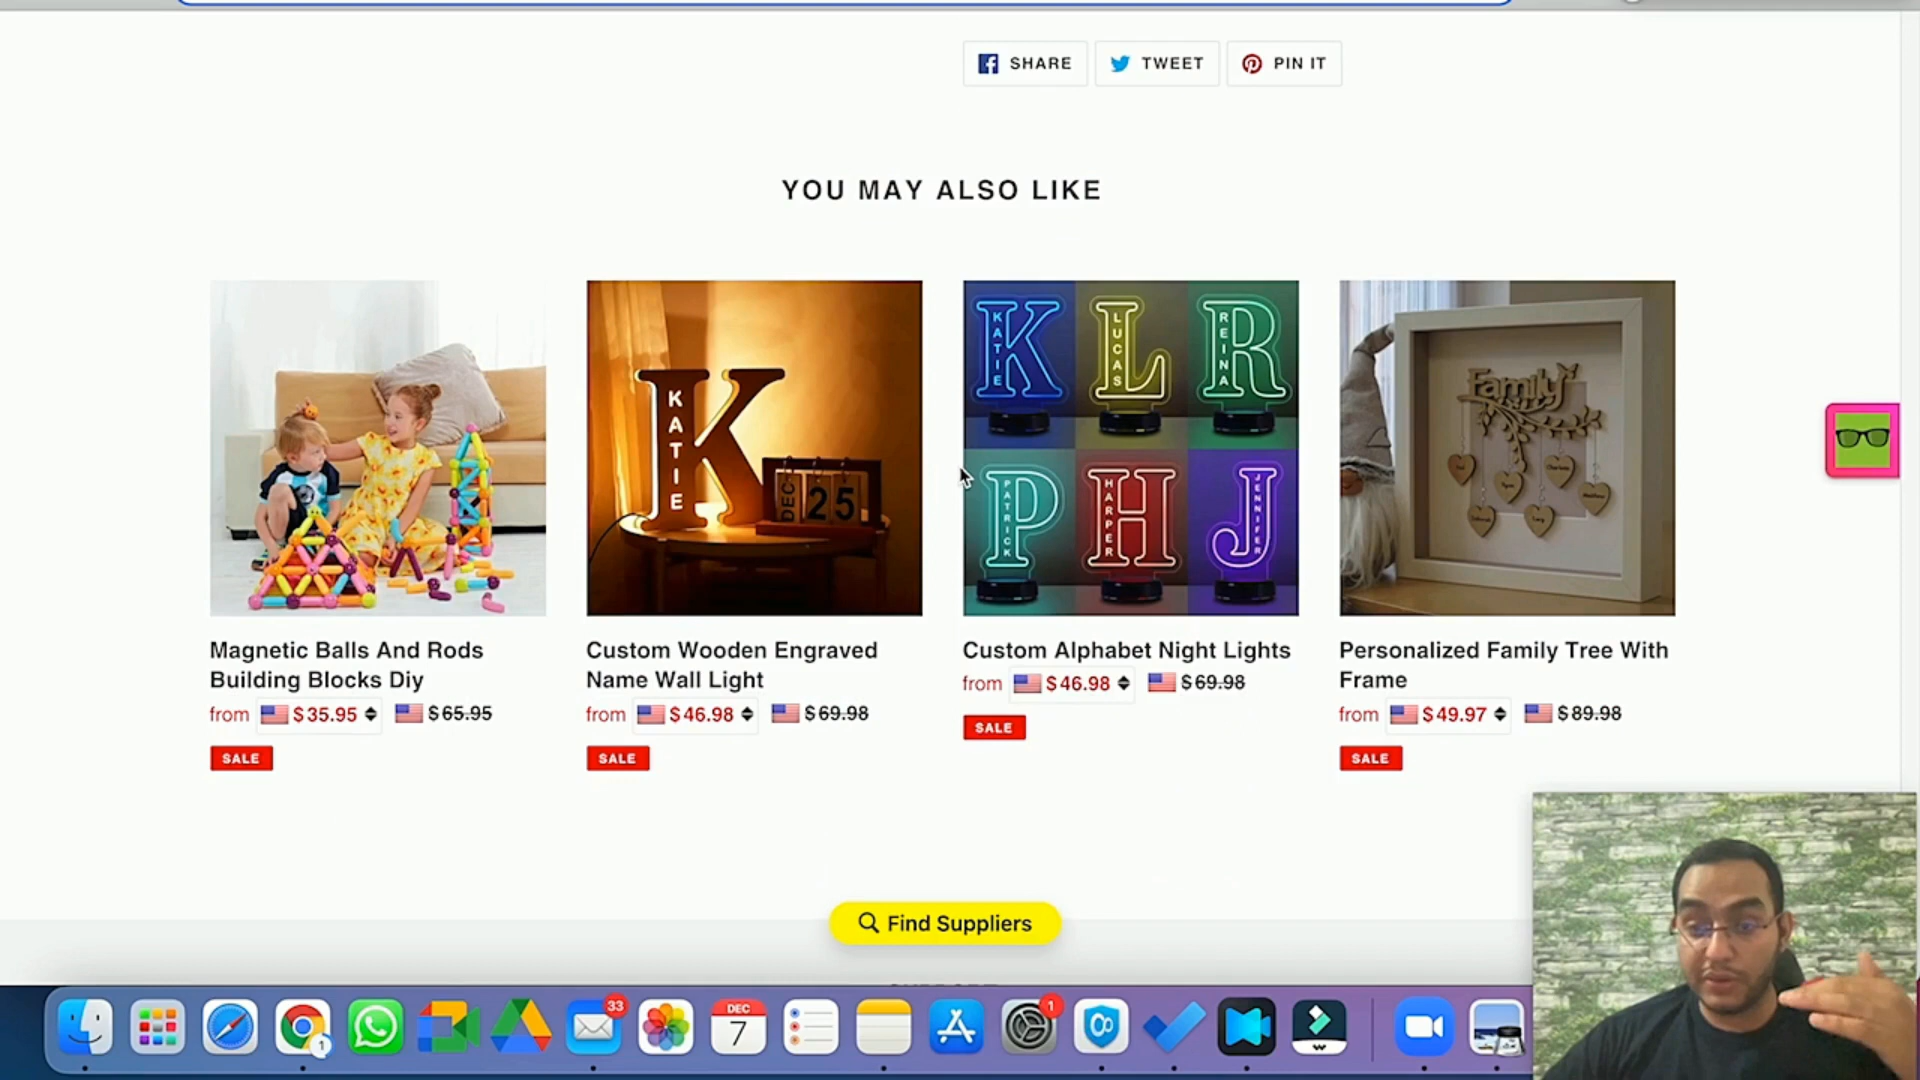 SHARE
TWEET
PIN IT
YOU MAY ALSO LIKE
KATIE
K
DEC 25
K
KATIE
L
LUCAS
R
REINA
P
PATRICK
H
HARPER
J
JENNIFER
Family
Magnetic Balls And Rods
Building Blocks Diy
from $35.95 $65.95
SALE
Custom Wooden Engraved
Name Wall Light
from $46.98 $69.98
SALE
Custom Alphabet Night Lights
from $46.98 $69.98
SALE
Personalized Family Tree With
Frame
from $49.97 $89.98
SALE
Find Suppliers
1
33
DEC
7
1